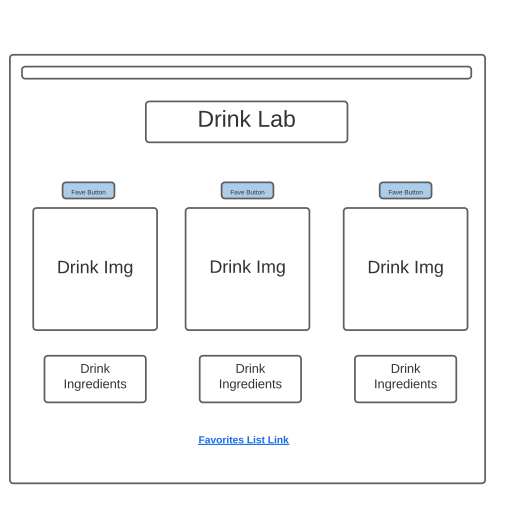 Drink Lab
Fave Button
Fave Button
Fave Button
Drink Img
Drink Img
Drink Img
Drink
Ingredients
Drink
Ingredients
Drink
Ingredients
Favorites List Link